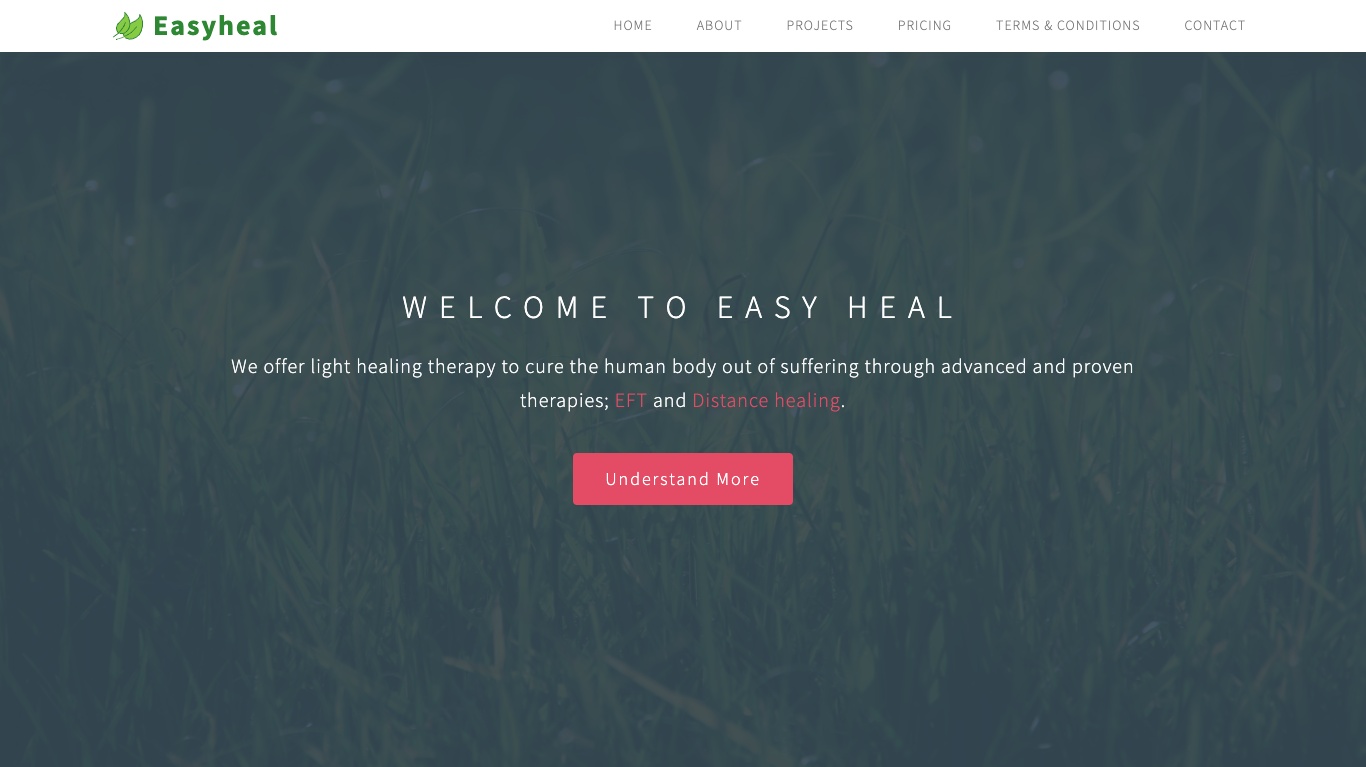 Easyheal
HOME ABOUT PROJECTS PRICING TERMS & CONDITIONS CONTACT
WELCOME TO EASY HEAL
We offer light healing therapy to cure the human body out of suffering through advanced and proven
therapies; EFT and Distance healing.
Understand More